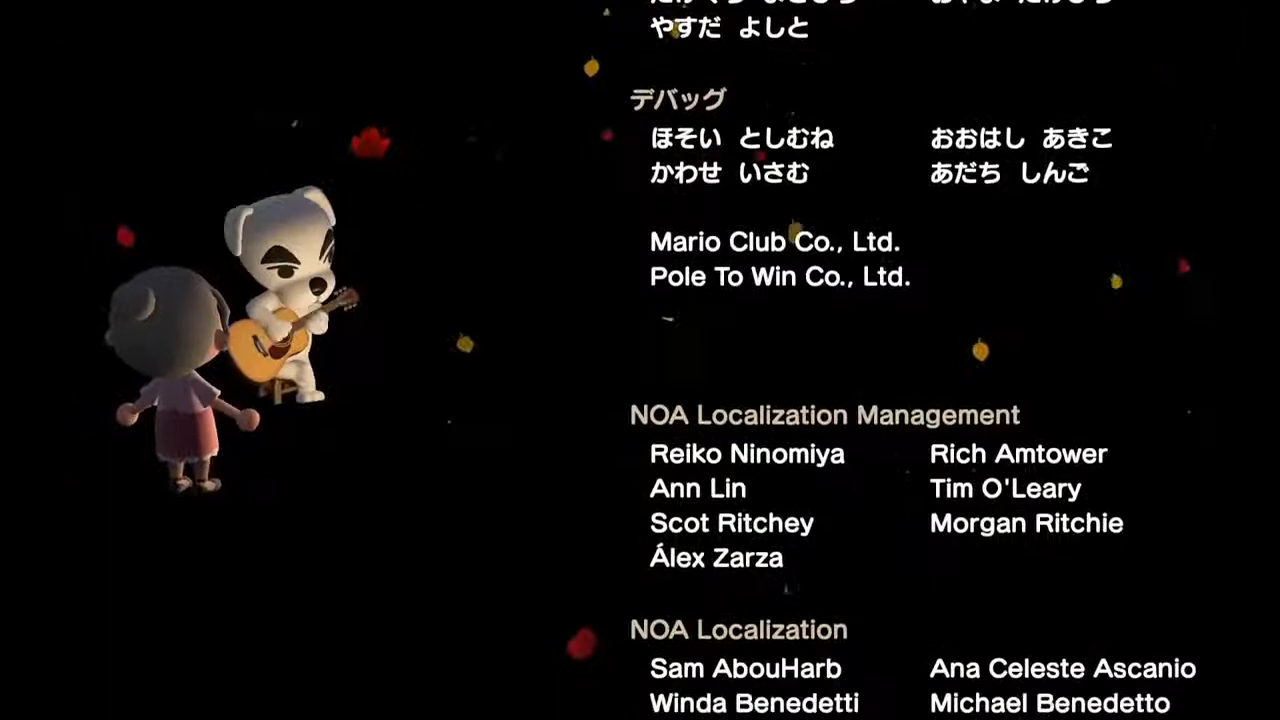 やすだ よしと
デバッグ
ほそい としむね おおはし あきこ
かわせ いさむ あだち しんご
Mario Club Co., Ltd.
Pole To Win Co., Ltd.
NOA Localization Management
Reiko Ninomiya Rich Amtower
Ann Lin Tim O'Leary
Scot Ritchey Morgan Ritchie
Álex Zarza
NOA Localization
Sam AbouHarb Ana Celeste Ascanio
Winda Benedetti Michael Benedetto